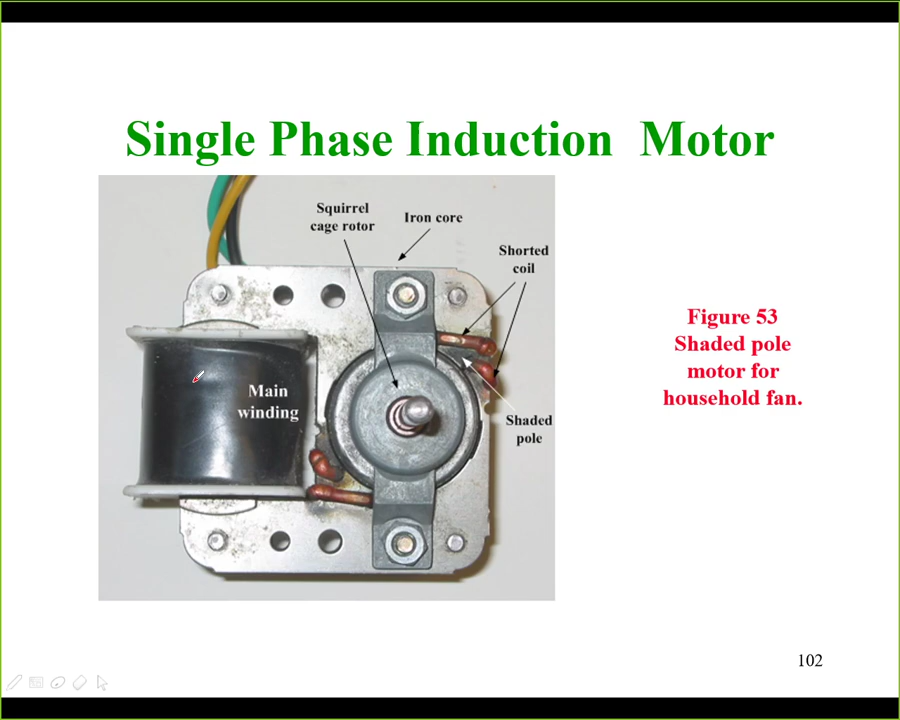 Single Phase Induction Motor
Squirrel
cage rotor
Iron core
Shorted
coil
Main
winding
Shaded
pole
Figure 53
Shaded pole
motor for
household fan.
102